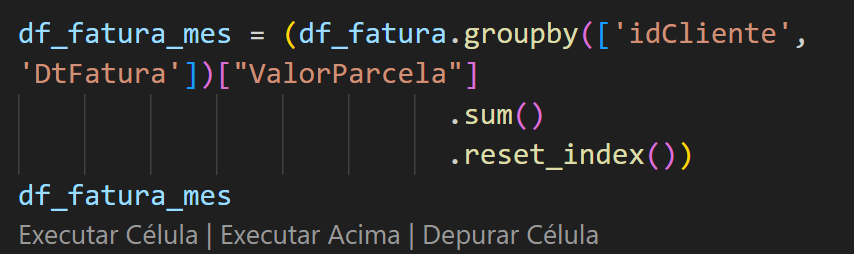 df_fatura_mes = (df_fatura.groupby(['idCliente',
'DtFatura'])["ValorParcela"]
.sum()
.reset_index())
df_fatura_mes
Executar Célula | Executar Acima | Depurar Célula